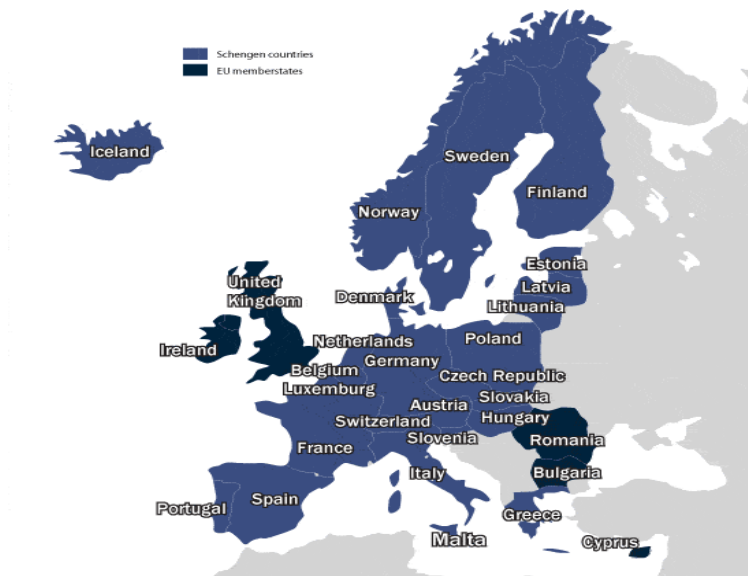 Schengen countries
EU memberstates
Iceland
Sweden
Finland
Norway
Estonia
United
Kingdom
Latvia
Denmark
Lithuania
Ireland
Netherlands
Poland
Germany
Belgium
Czech Republic
Luxemburg
Slovakia
Austria
Hungary
Switzerland
Slovenia
Romania
France
Italy
Bulgaria
Spain
Portugal
Greece
Malta
Cyprus